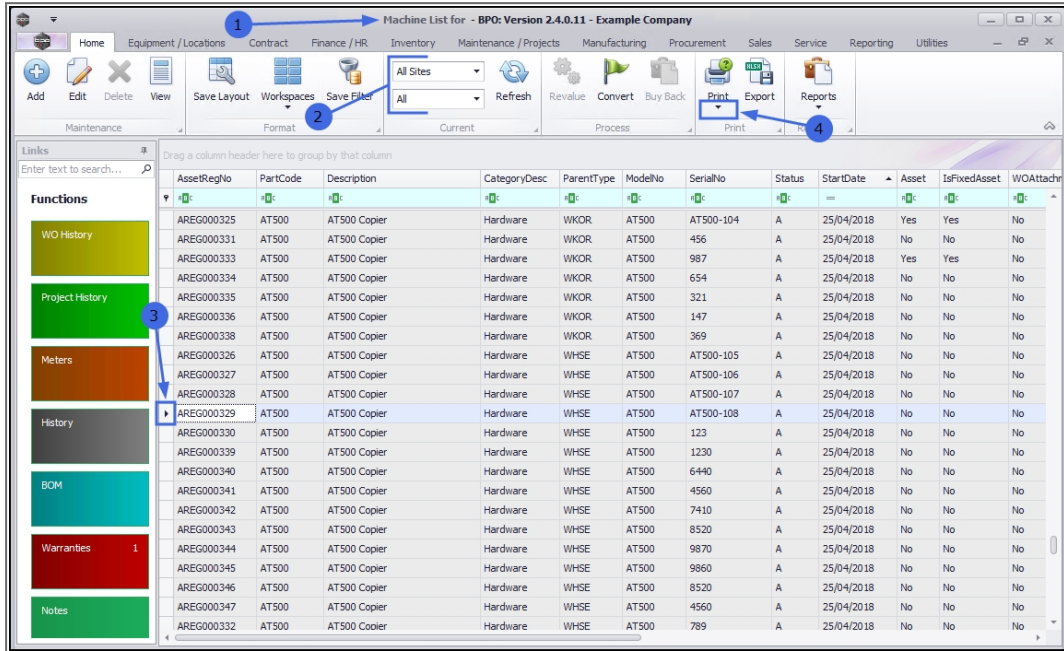 Machine List for - BPO: Version 2.4.0.11 - Example Company
1
Home Equipment / Locations Contract Finance / HR Inventory Maintenance / Projects Manufacturing Procurement Sales Service Reporting Utilities
All Sites
Add Edit Delete View Save Layout Workspaces Save Filter All Refresh Revalue Convert Buy Back Print Export Reports
2
4
Maintenance Format Current Process Print
Links
Enter text to search...
Drag a column header here to group by that column
AssetRegNo PartCode Description CategoryDesc ParentType ModelNo SerialNo Status StartDate Asset IsFixedAsset WOAttachm
Functions
AREG000325 AT500 AT500 Copier Hardware WKOR AT500 AT500-104 A 25/04/2018 Yes Yes No
WO History
AREG000331 AT500 AT500 Copier Hardware WKOR AT500 456 A 25/04/2018 No No No
AREG000333 AT500 AT500 Copier Hardware WKOR AT500 987 A 25/04/2018 Yes Yes No
AREG000334 AT500 AT500 Copier Hardware WKOR AT500 654 A 25/04/2018 No No No
Project History
AREG000335 AT500 AT500 Copier Hardware WKOR AT500 321 A 25/04/2018 No No No
3
AREG000336 AT500 AT500 Copier Hardware WKOR AT500 147 A 25/04/2018 No No No
AREG000338 AT500 AT500 Copier Hardware WKOR AT500 369 A 25/04/2018 No No No
Meters
AREG000326 AT500 AT500 Copier Hardware WHSE AT500 AT500-105 A 25/04/2018 No No No
AREG000327 AT500 AT500 Copier Hardware WHSE AT500 AT500-106 A 25/04/2018 No No No
AREG000328 AT500 AT500 Copier Hardware WHSE AT500 AT500-107 A 25/04/2018 No No No
AREG000329 AT500 AT500 Copier Hardware WHSE AT500 AT500-108 A 25/04/2018 No No No
History
AREG000330 AT500 AT500 Copier Hardware WHSE AT500 123 A 25/04/2018 No No No
AREG000339 AT500 AT500 Copier Hardware WHSE AT500 1230 A 25/04/2018 No No No
AREG000340 AT500 AT500 Copier Hardware WHSE AT500 6440 A 25/04/2018 No No No
BOM
AREG000341 AT500 AT500 Copier Hardware WHSE AT500 4560 A 25/04/2018 No No No
AREG000342 AT500 AT500 Copier Hardware WHSE AT500 7410 A 25/04/2018 No No No
AREG000343 AT500 AT500 Copier Hardware WHSE AT500 8520 A 25/04/2018 No No No
Warranties 1
AREG000344 AT500 AT500 Copier Hardware WHSE AT500 9870 A 25/04/2018 No No No
AREG000345 AT500 AT500 Copier Hardware WHSE AT500 9860 A 25/04/2018 No No No
AREG000346 AT500 AT500 Copier Hardware WHSE AT500 8520 A 25/04/2018 No No No
Notes
AREG000347 AT500 AT500 Copier Hardware WHSE AT500 4560 A 25/04/2018 No No No
AREG000332 AT500 AT500 Copier Hardware WHSE AT500 789 A 25/04/2018 No No No